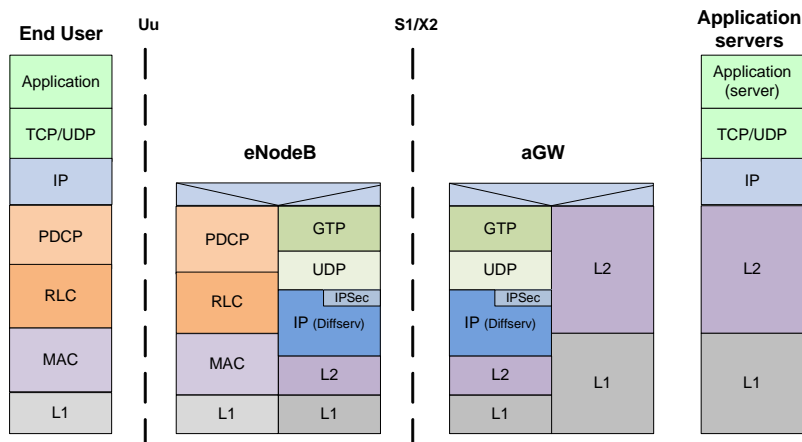 End User
Uu
S1/X2
Application
servers
Application
TCP/UDP
IP
PDCP
RLC
MAC
L1
eNodeB
PDCP
RLC
MAC
L1
GTP
UDP
IPSec
IP (Diffserv)
L2
L1
aGW
GTP
UDP
IPSec
IP (Diffserv)
L2
L1
L2
L1
Application
(server)
TCP/UDP
IP
L2
L1